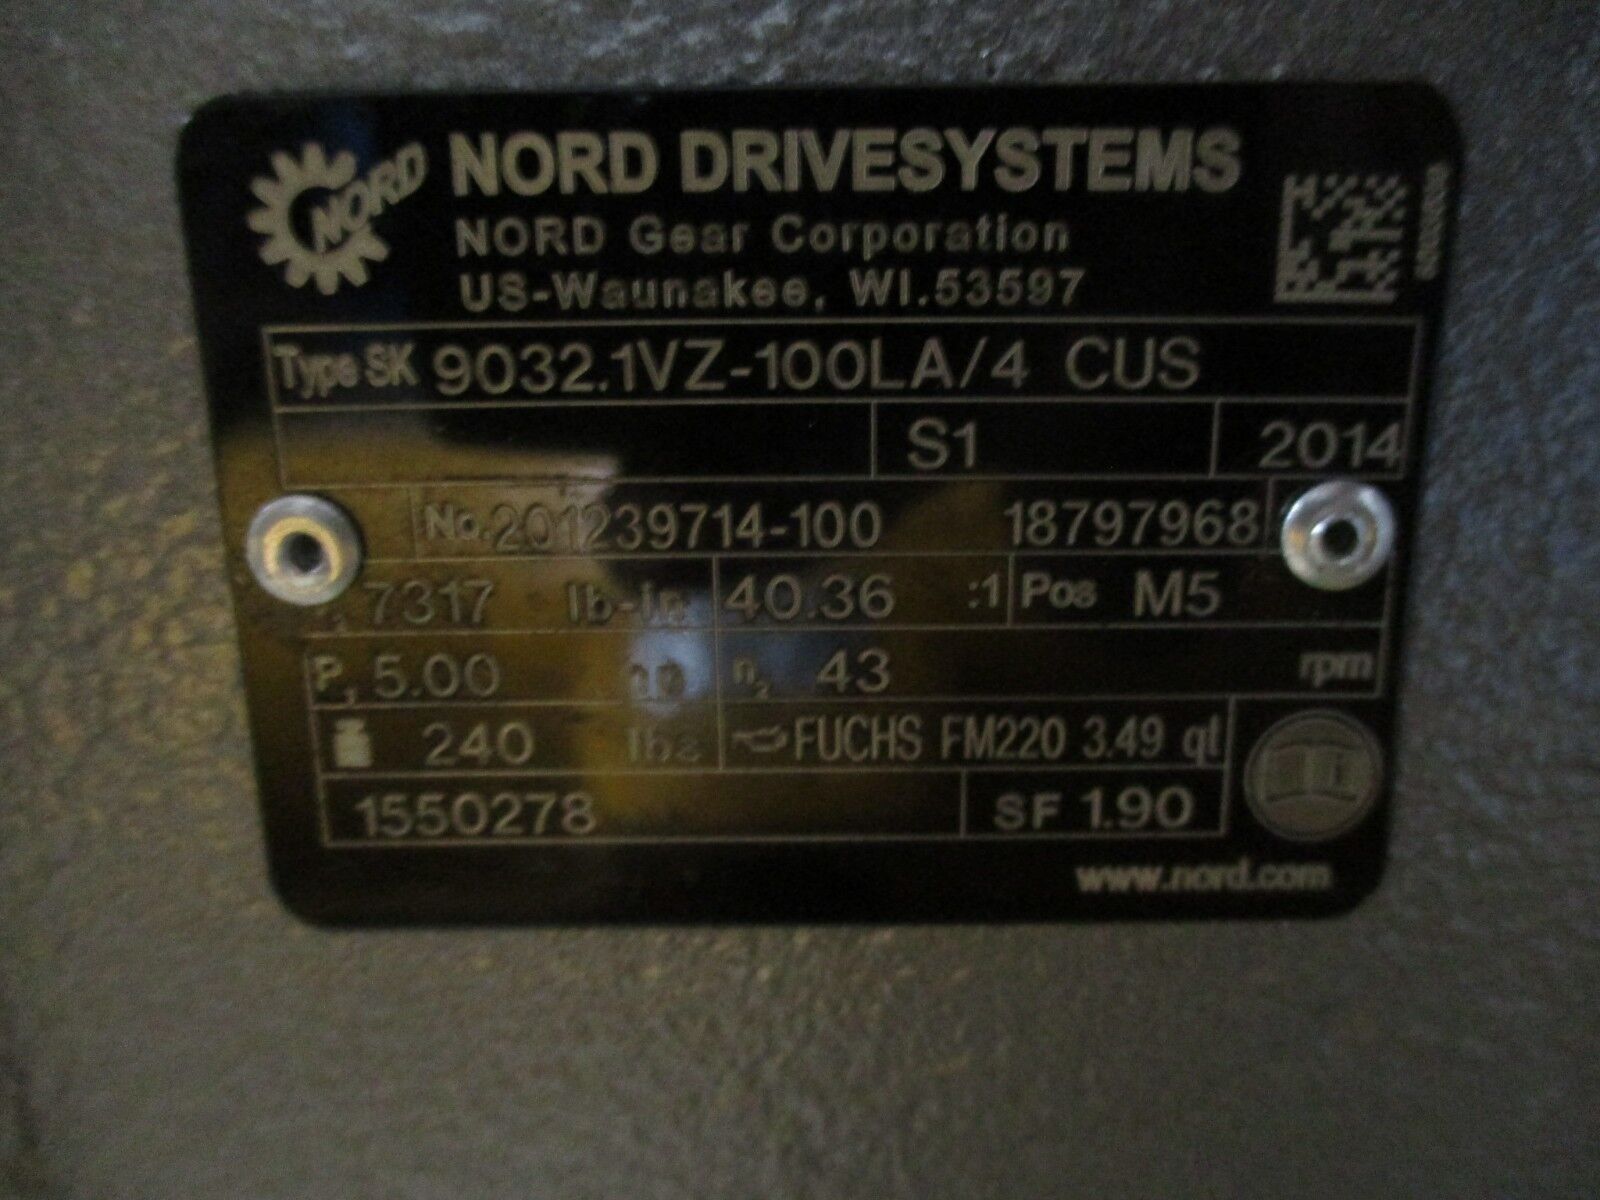 NORD NORD DRIVESYSTEMS
NORD Gear Corporation
US-Waunakee, WI.53597
Type SK 9032.1VZ-100LA/4 CUS
S1 2014
No. 201239714-100 18797968
7317 lb-in 40.36 :1 Pos M5
P1 5.00 n2 43 rpm
240 lbs FUCHS FM220 3.49 qt
1550278 SF 1.90
www.nord.com